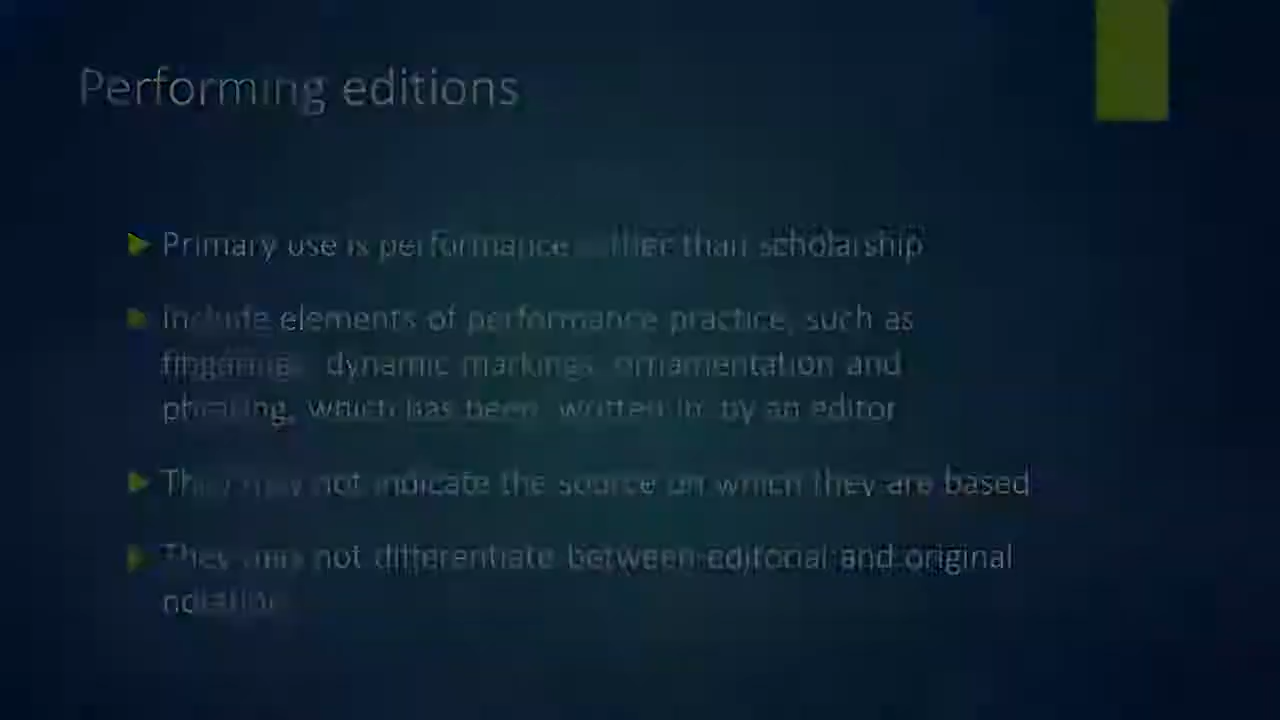 Performing editions
Primary use is performance rather than scholarship
Include elements of performance practice, such as
fingerings, dynamic markings, ornamentation and
phrasing, which has been written in by an editor
They may not indicate the source on which they are based
They may not differentiate between editorial and original
notation